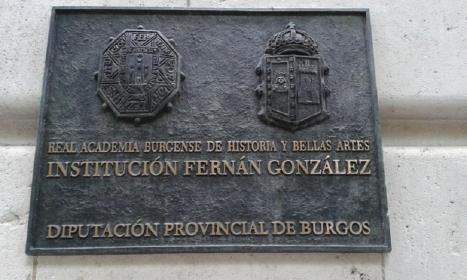 REAL ACADEMIA BURGENSE DE HISTORIA Y BELLAS ARTES
INSTITUCIÓN FERNÁN GONZÁLEZ
DIPUTACIÓN PROVINCIAL DE BURGOS